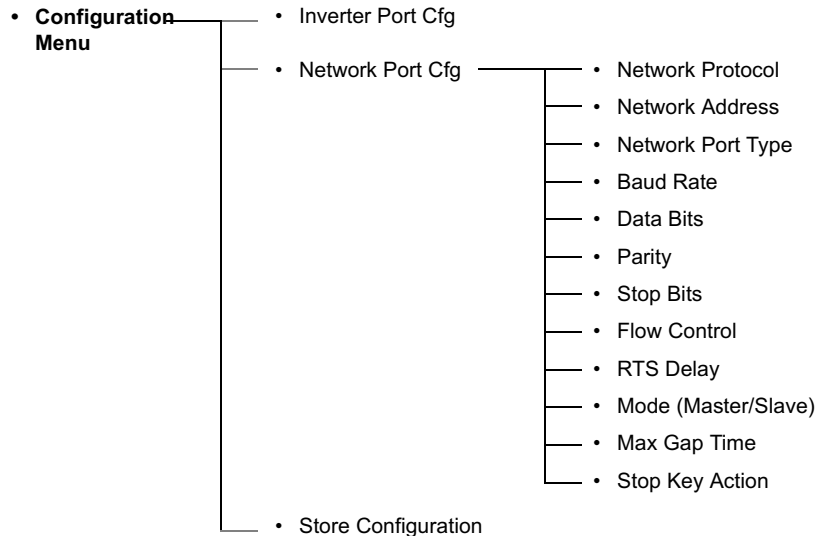 • Configuration
Menu
• Inverter Port Cfg
• Network Port Cfg
• Network Protocol
• Network Address
• Network Port Type
• Baud Rate
• Data Bits
• Parity
• Stop Bits
• Flow Control
• RTS Delay
• Mode (Master/Slave)
• Max Gap Time
• Stop Key Action
• Store Configuration